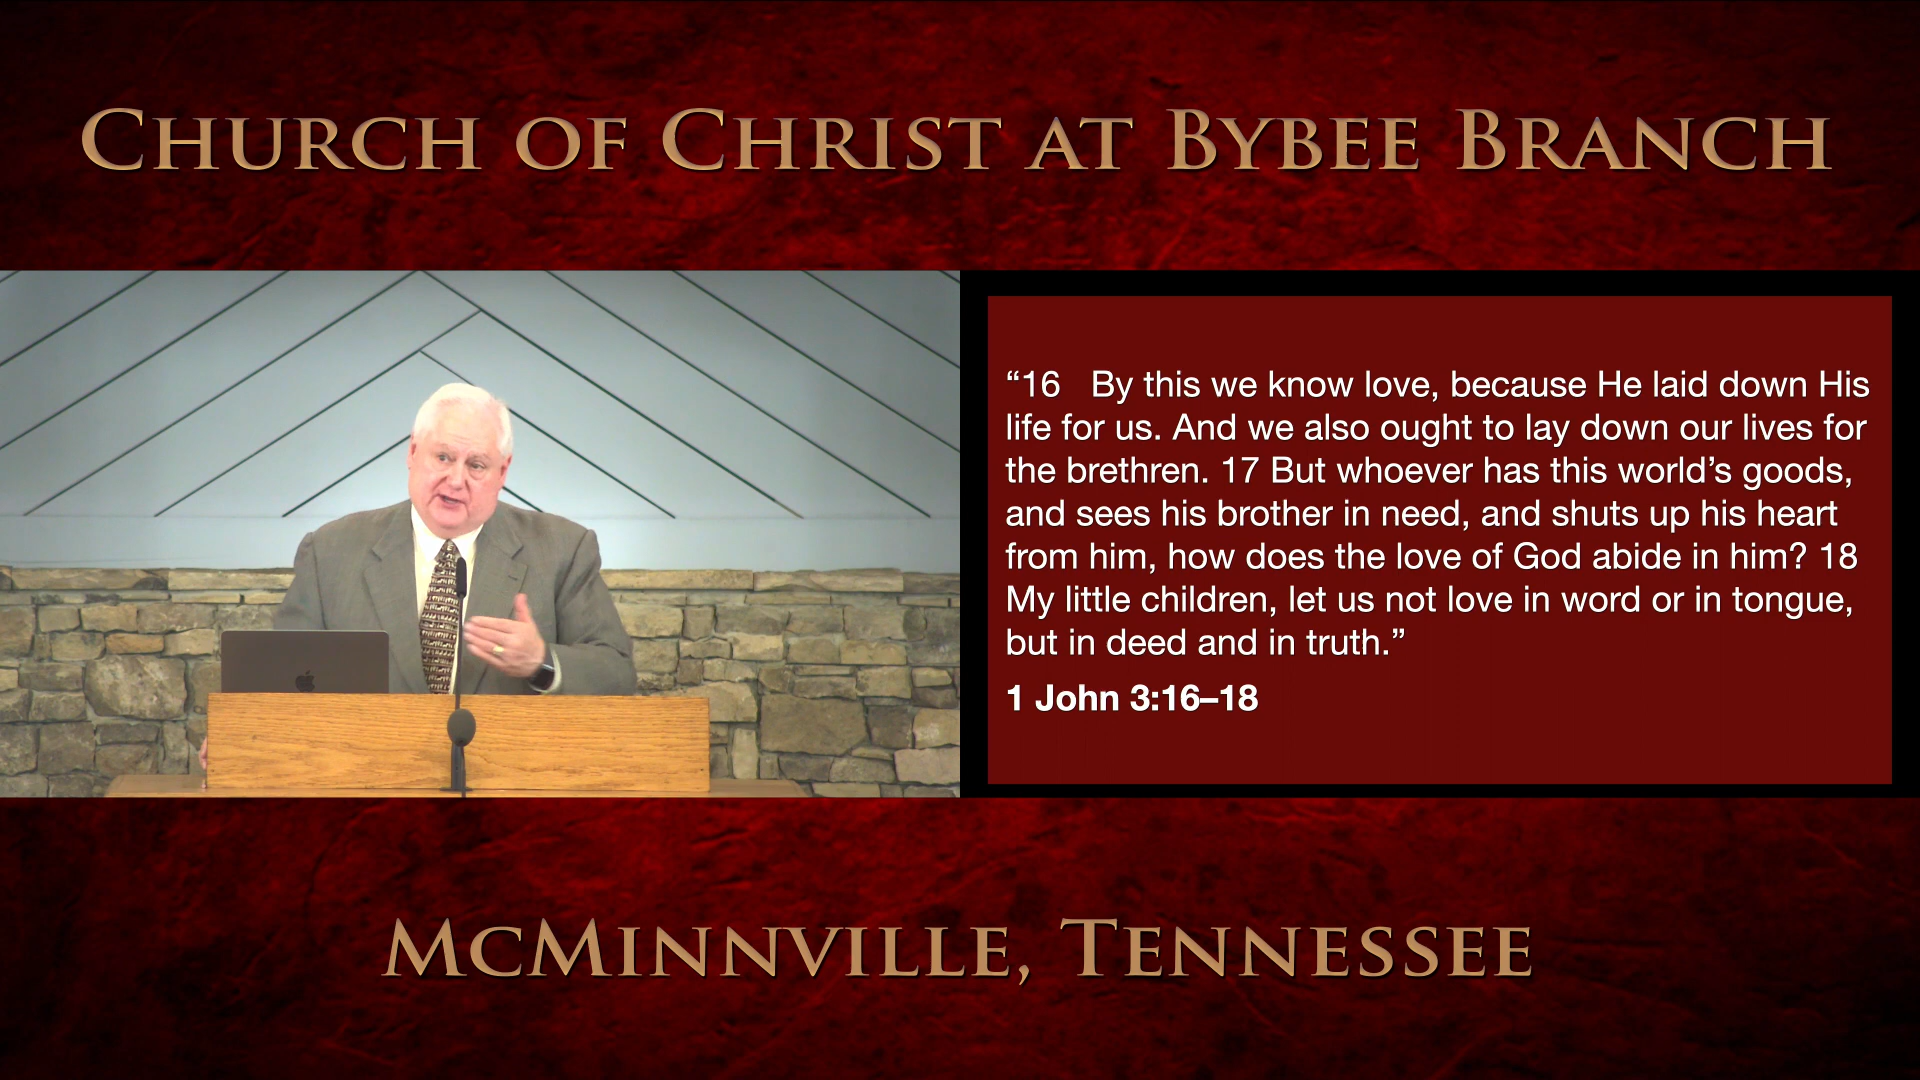 Church of Christ at Bybee Branch
“16 By this we know love, because He laid down His
life for us. And we also ought to lay down our lives for
the brethren. 17 But whoever has this world’s goods,
and sees his brother in need, and shuts up his heart
from him, how does the love of God abide in him? 18
My little children, let us not love in word or in tongue,
but in deed and in truth.”
1 John 3:16–18
McMinnville, Tennessee